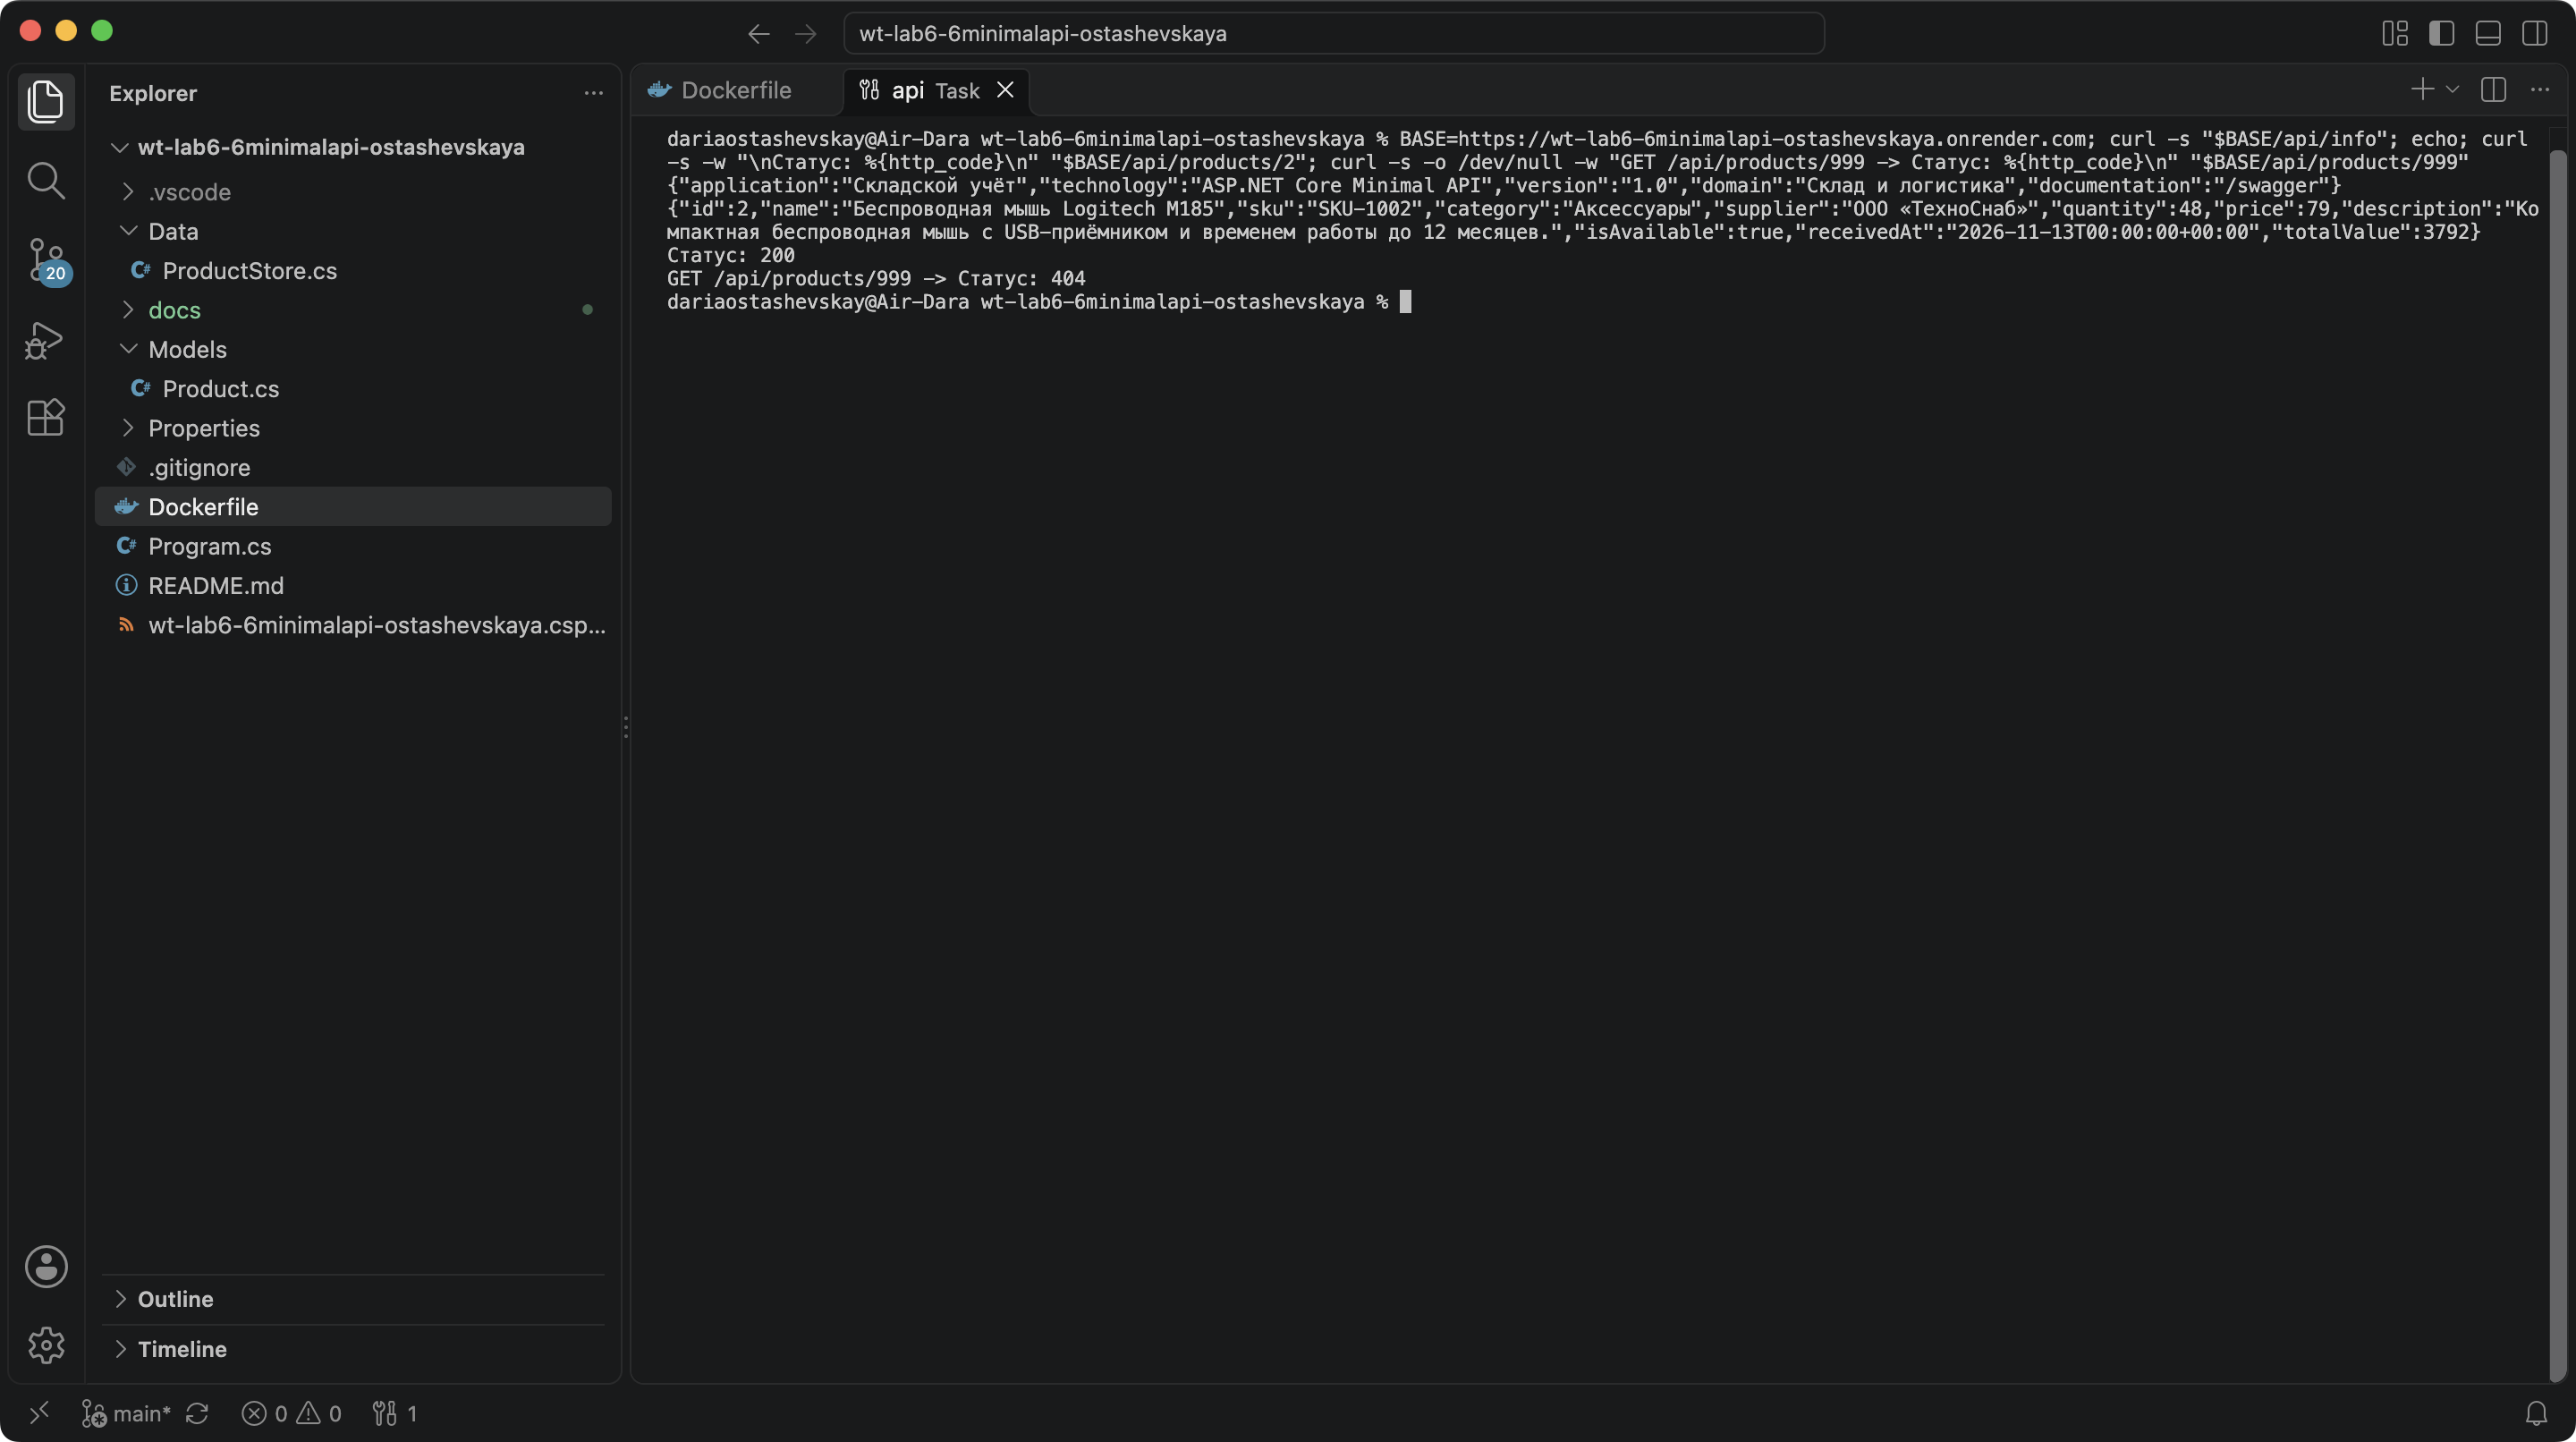 wt-lab6-6minimalapi-ostashevskaya
Explorer
wt-lab6-6minimalapi-ostashevskaya
.vscode
Data
ProductStore.cs
docs
Models
Product.cs
Properties
.gitignore
Dockerfile
Program.cs
README.md
wt-lab6-6minimalapi-ostashevskaya.csp...
Outline
Timeline
20
Dockerfile
api Task
dariaostashevskay@Air-Dara wt-lab6-6minimalapi-ostashevskaya % BASE=https://wt-lab6-6minimalapi-ostashevskaya.onrender.com; curl -s "$BASE/api/info"; echo; curl
-s -w "\nСтатус: %{http_code}\n" "$BASE/api/products/2"; curl -s -o /dev/null -w "GET /api/products/999 -> Статус: %{http_code}\n" "$BASE/api/products/999"
{"application":"Складской учёт","technology":"ASP.NET Core Minimal API","version":"1.0","domain":"Склад и логистика","documentation":"/swagger"}
{"id":2,"name":"Беспроводная мышь Logitech M185","sku":"SKU-1002","category":"Аксессуары","supplier":"ООО «ТехноСнаб»","quantity":48,"price":79,"description":"Ко
мпактная беспроводная мышь с USB-приёмником и временем работы до 12 месяцев.","isAvailable":true,"receivedAt":"2026-11-13T00:00:00+00:00","totalValue":3792}
Статус: 200
GET /api/products/999 -> Статус: 404
dariaostashevskay@Air-Dara wt-lab6-6minimalapi-ostashevskaya %
main* 0 0 1